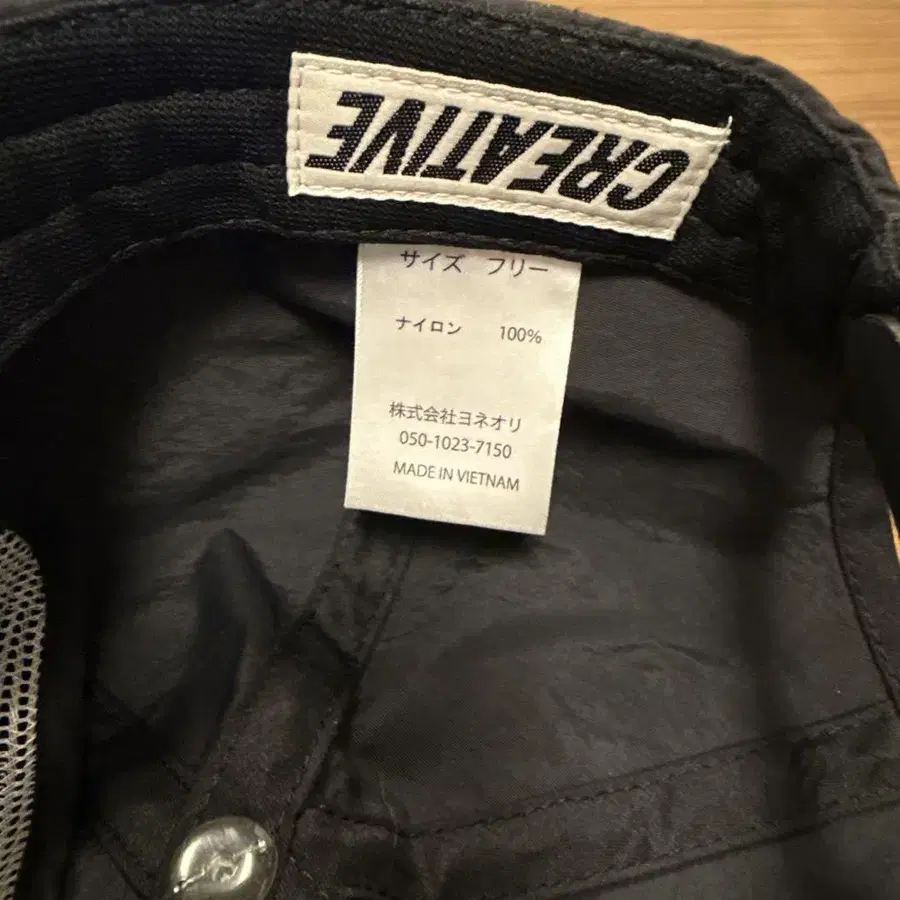 CREATIVE
サイズ フリー
ナイロン 100%
株式会社ヨネオリ
050-1023-7150
MADE IN VIETNAM